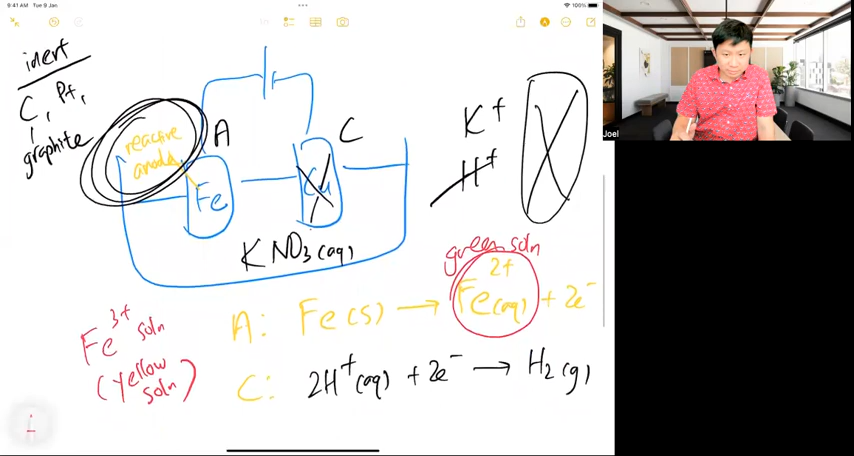 9:41 AM Tue 9 Jan
100%
inert
C, Pt,
graphite
reactive
anode
A
C
Fe
Cu
KNO₃(aq)
K⁺
H⁺
Joel
green soln
A: Fe(s) → Fe²⁺(aq) + 2e⁻
C: 2H⁺(aq) + 2e⁻ → H₂(g)
Fe³⁺ soln
(yellow
soln)